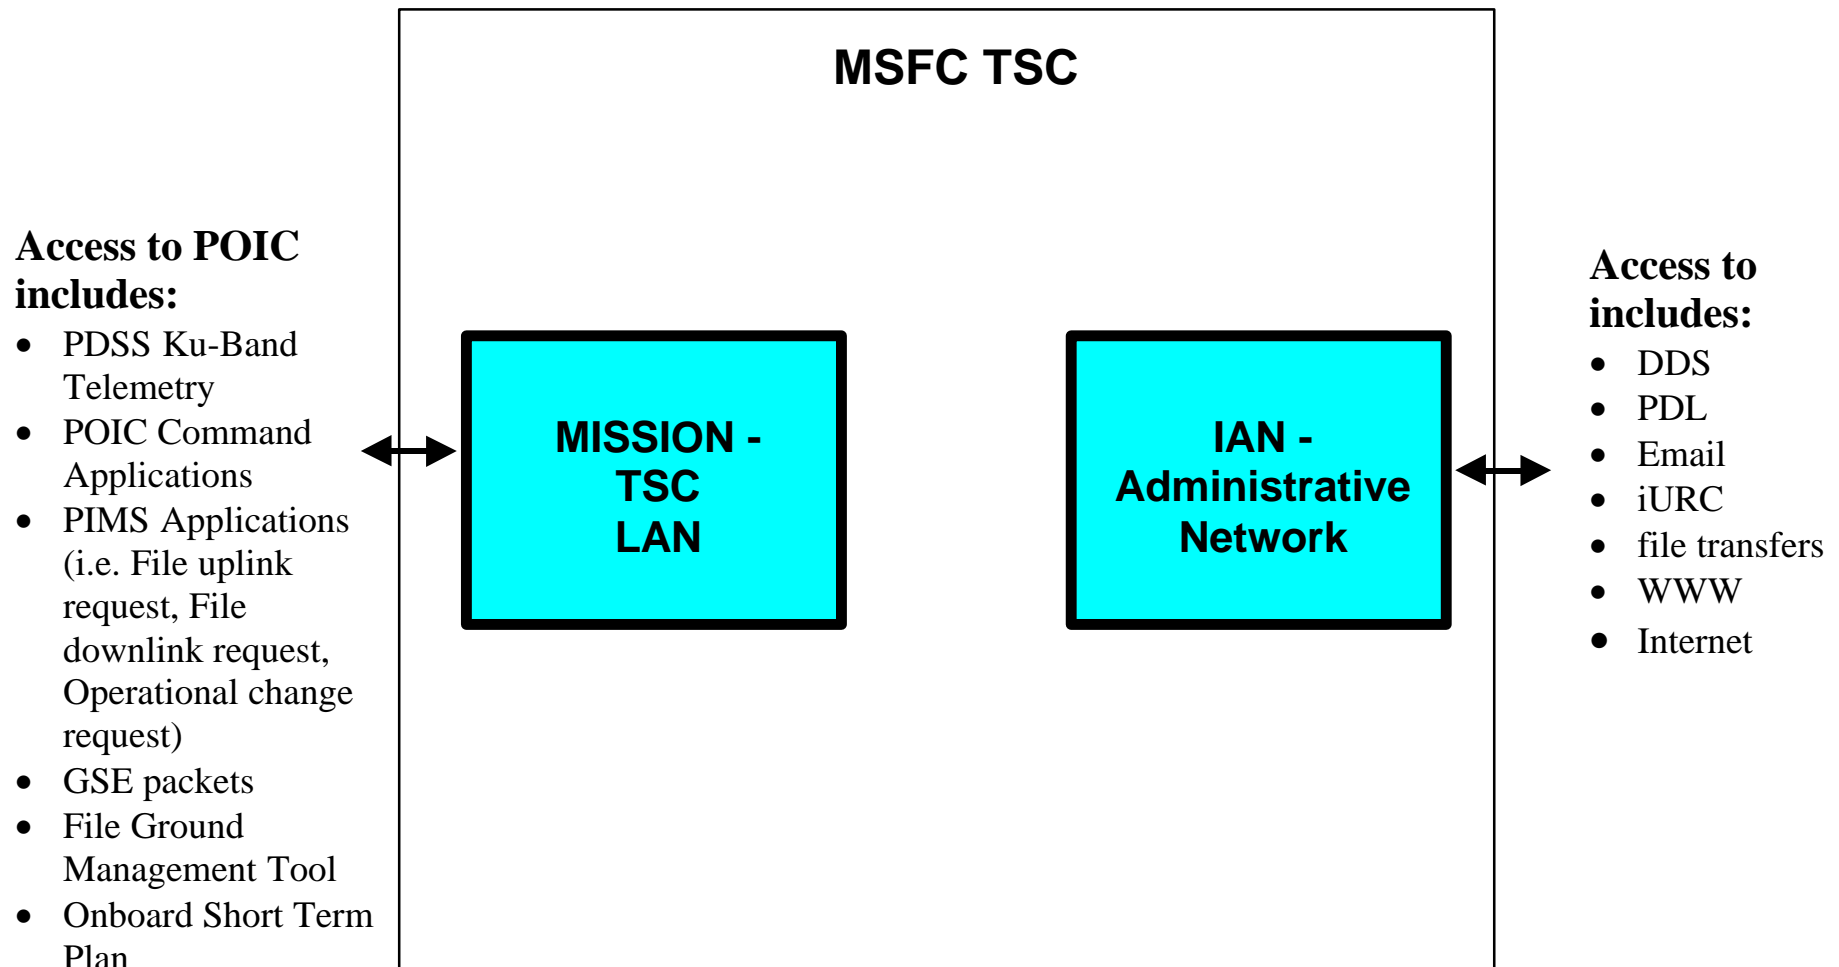 MSFC TSC
Access to POIC
includes:
• PDSS Ku-Band
Telemetry
• POIC Command
Applications
• PIMS Applications
(i.e. File uplink
request, File
downlink request,
Operational change
request)
• GSE packets
• File Ground
Management Tool
• Onboard Short Term
Plan
MISSION -
TSC
LAN
IAN -
Administrative
Network
Access to
includes:
• DDS
• PDL
• Email
• iURC
• file transfers
• WWW
• Internet